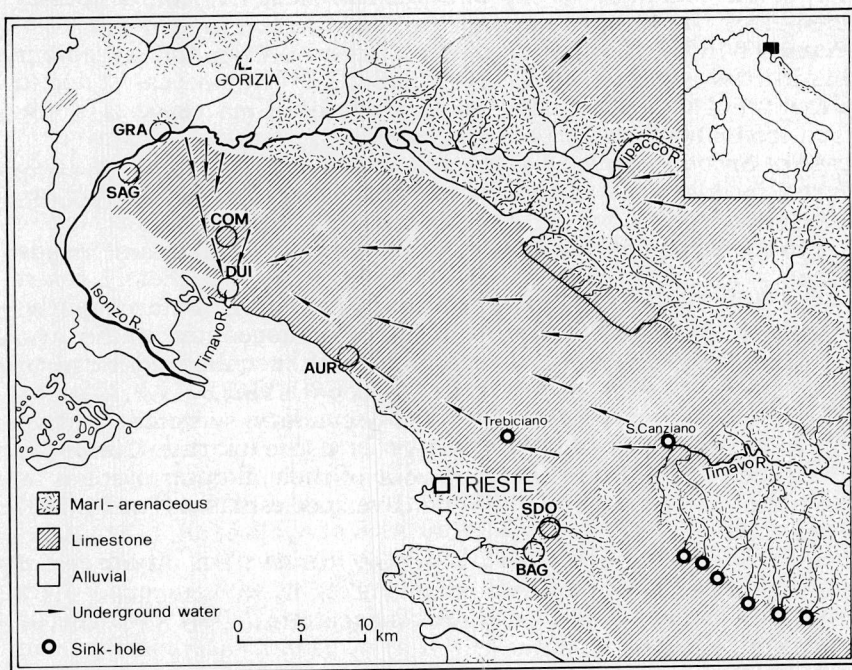 GORIZIA
GRA
SAG
COM
DUI
Vipacco R.
Isonzo R.
Timavo R.
AUR
Trebiciano
S.Canziano
Timavo R.
TRIESTE
SDO
BAG
Marl-arenaceous
Limestone
Alluvial
Underground water
Sink-hole
0 5 10
km